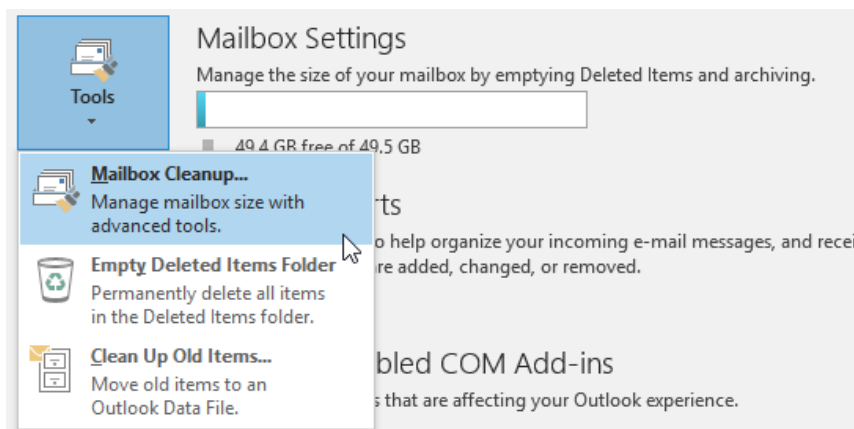 Tools
Mailbox Settings
Manage the size of your mailbox by emptying Deleted Items and archiving.
49.4 GB free of 49.5 GB
Mailbox Cleanup...
Manage mailbox size with
advanced tools.
Empty Deleted Items Folder
Permanently delete all items
in the Deleted Items folder.
Clean Up Old Items...
Move old items to an
Outlook Data File.
rts
o help organize your incoming e-mail messages, and recei
re added, changed, or removed.
bled COM Add-ins
s that are affecting your Outlook experience.